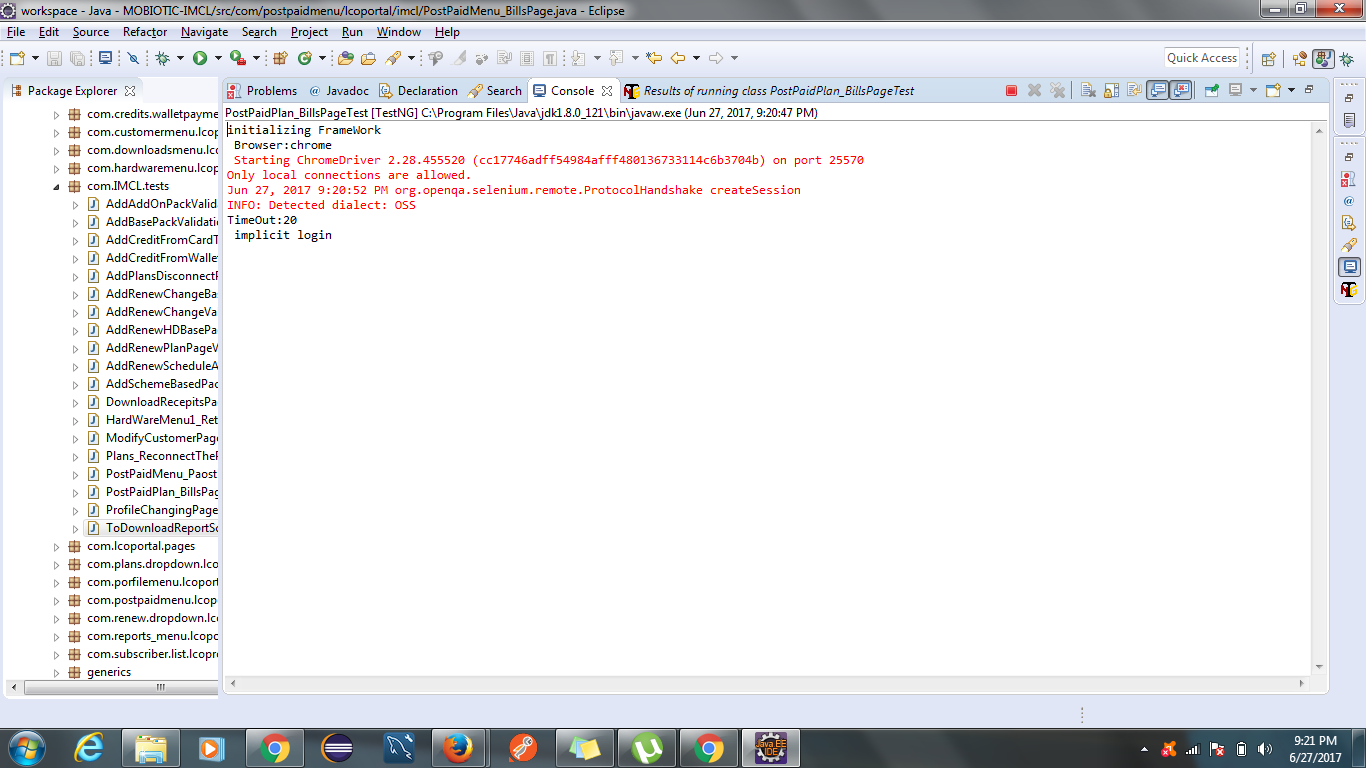 workspace - Java - MOBIOTIC-IMCL/src/com/postpaidmenu/lcoportal/imcl/PostPaidMenu_BillsPage.java - Eclipse
File Edit Source Refactor Navigate Search Project Run Window Help
Quick Access
Package Explorer
Problems Javadoc Declaration Search Console Results of running class PostPaidPlan_BillsPageTest
PostPaidPlan_BillsPageTest [TestNG] C:\Program Files\Java\jdk1.8.0_121\bin\javaw.exe (Jun 27, 2017, 9:20:47 PM)
initializing FrameWork
Browser:chrome
Starting ChromeDriver 2.28.455520 (cc17746adff54984afff480136733114c6b3704b) on port 25570
Only local connections are allowed.
Jun 27, 2017 9:20:52 PM org.openqa.selenium.remote.ProtocolHandshake createSession
INFO: Detected dialect: OSS
TimeOut:20
implicit login
com.credits.walletpayme
com.customermenu.lcop
com.downloadsmenu.lc
com.hardwaremenu.lcop
com.IMCL.tests
AddAddOnPackValid
AddBasePackValidatio
AddCreditFromCardT
AddCreditFromWalle
AddPlansDisconnectF
AddRenewChangeBas
AddRenewChangeVa
AddRenewHDBasePa
AddRenewPlanPageV
AddRenewScheduleA
AddSchemeBasedPac
DownloadRecepitsPa
HardWareMenu1_Ret
ModifyCustomerPage
Plans_ReconnectTheP
PostPaidMenu_Paost
PostPaidPlan_BillsPag
ProfileChangingPage
ToDownloadReportSc
com.lcoportal.pages
com.plans.dropdown.lco
com.porfilemenu.lcoport
com.postpaidmenu.lcop
com.renew.dropdown.lc
com.reports_menu.lcopo
com.subscriber.list.lcopr
generics
Java EE
IDE
9:21 PM
6/27/2017